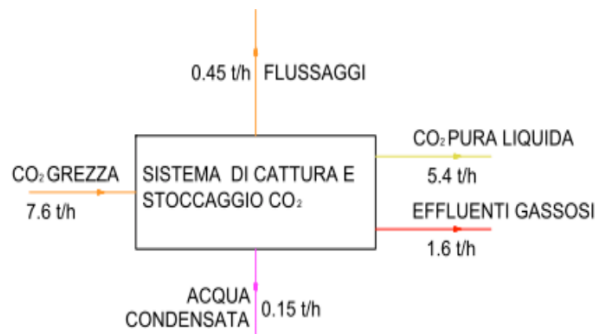 0.45 t/h FLUSSAGGI
CO₂ PURA LIQUIDA
CO₂ GREZZA
SISTEMA DI CATTURA E
STOCCAGGIO CO₂
5.4 t/h
7.6 t/h
EFFLUENTI GASSOSI
1.6 t/h
ACQUA
CONDENSATA
0.15 t/h